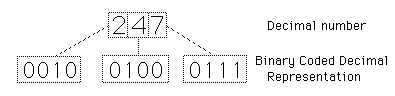 247 Decimal number
0010 0100 0111 Binary Coded Decimal
Representation